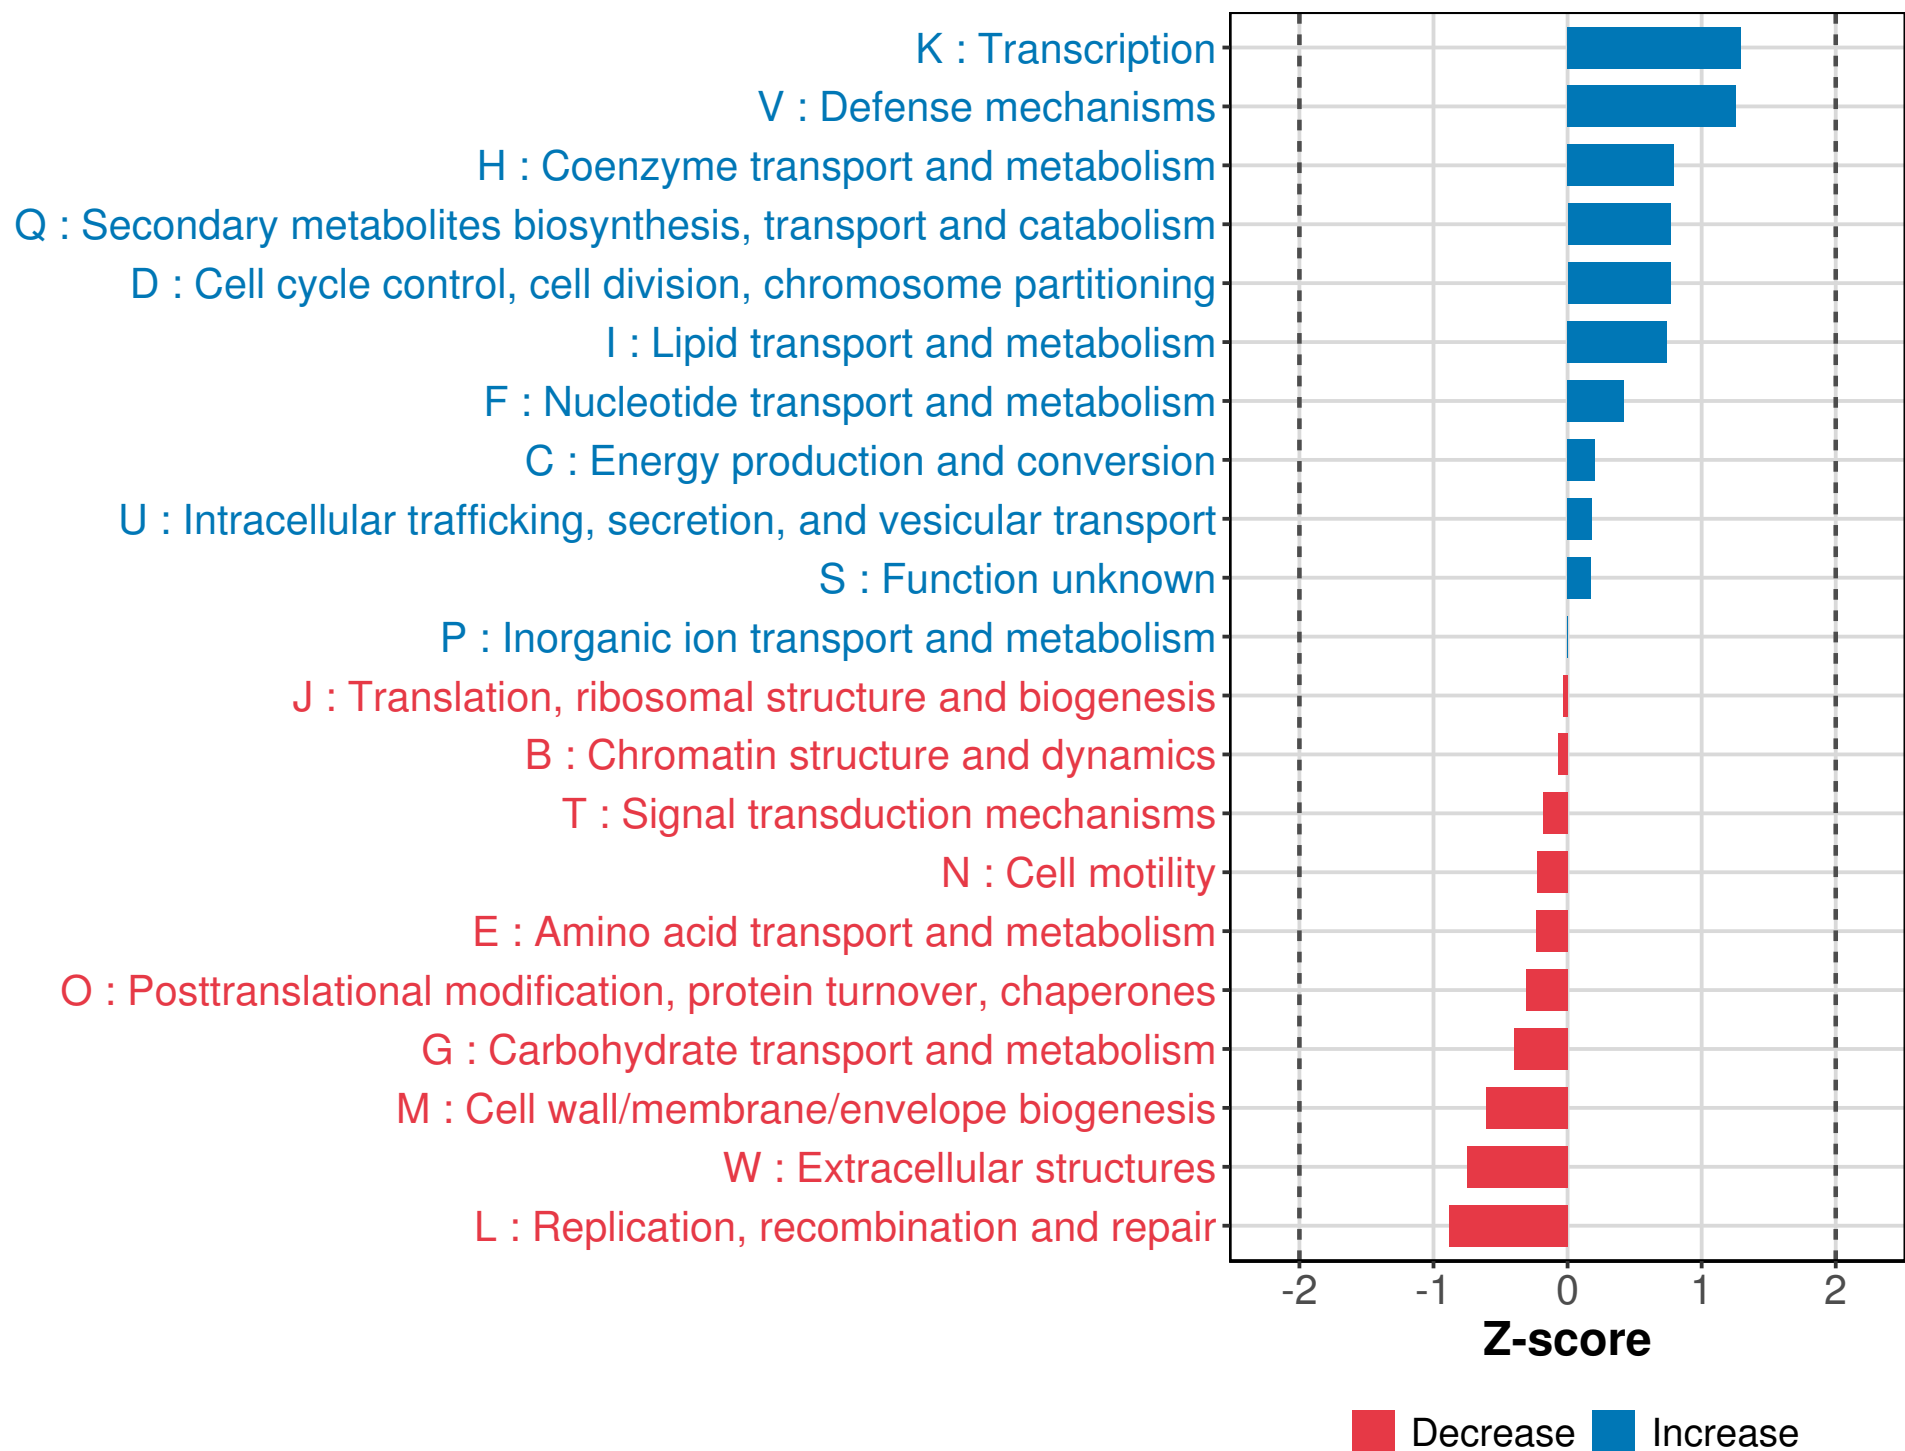 K : Transcription
V : Defense mechanisms
H : Coenzyme transport and metabolism
Q : Secondary metabolites biosynthesis, transport and catabolism
D : Cell cycle control, cell division, chromosome partitioning
I : Lipid transport and metabolism
F : Nucleotide transport and metabolism
C : Energy production and conversion
U : Intracellular trafficking, secretion, and vesicular transport
S : Function unknown
P : Inorganic ion transport and metabolism
J : Translation, ribosomal structure and biogenesis
B : Chromatin structure and dynamics
T : Signal transduction mechanisms
N : Cell motility
E : Amino acid transport and metabolism
O : Posttranslational modification, protein turnover, chaperones
G : Carbohydrate transport and metabolism
M : Cell wall/membrane/envelope biogenesis
W : Extracellular structures
L : Replication, recombination and repair
-2 -1 0 1 2
Z-score
Decrease Increase